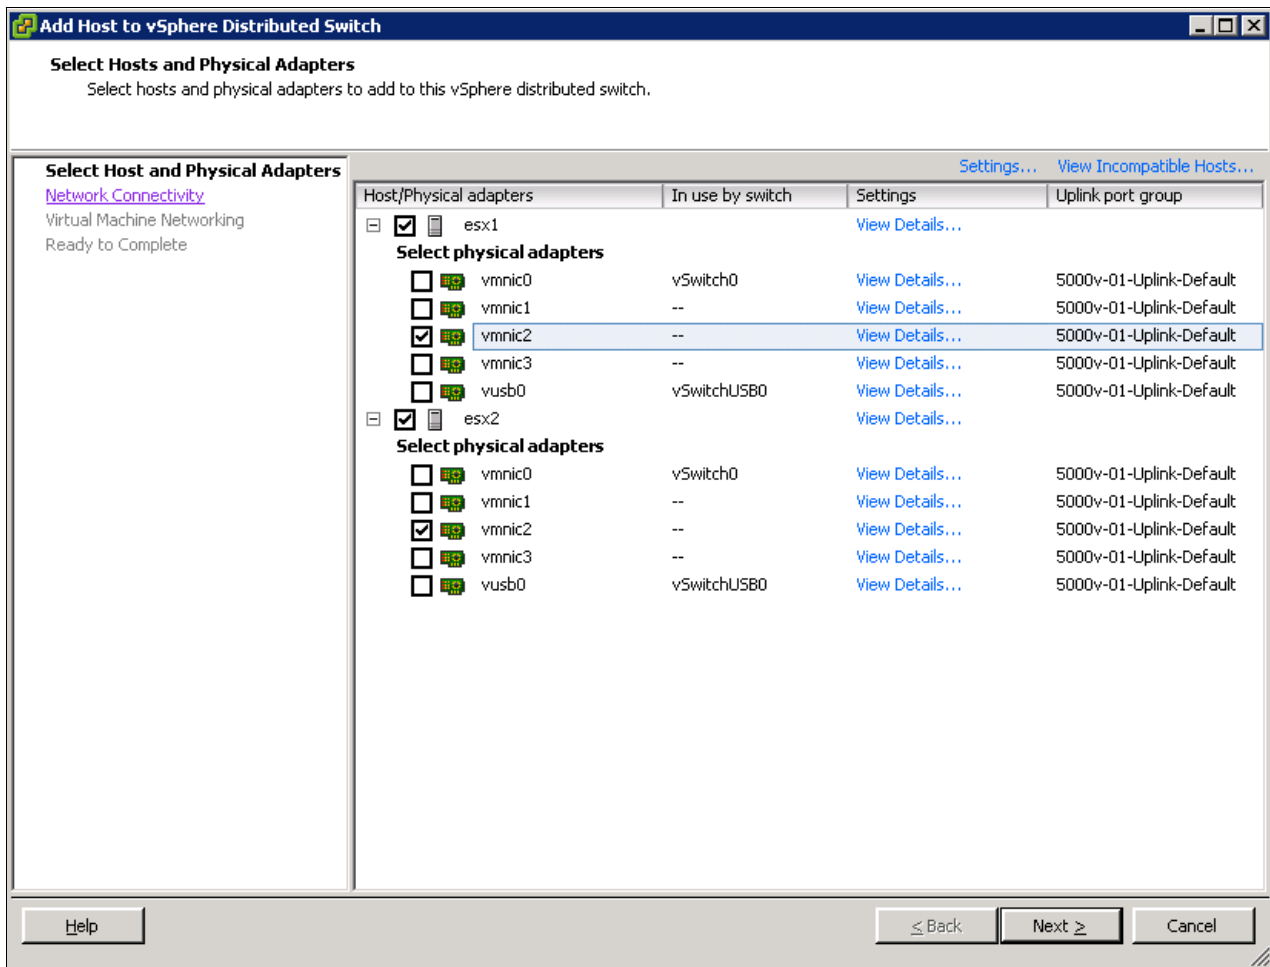 Add Host to vSphere Distributed Switch
Select Hosts and Physical Adapters
Select hosts and physical adapters to add to this vSphere distributed switch.
Select Host and Physical Adapters
Network Connectivity
Virtual Machine Networking
Ready to Complete
Settings... View Incompatible Hosts...
Host/Physical adapters In use by switch Settings Uplink port group
esx1 View Details...
Select physical adapters
vmnic0 vSwitch0 View Details... 5000v-01-Uplink-Default
vmnic1 -- View Details... 5000v-01-Uplink-Default
vmnic2 -- View Details... 5000v-01-Uplink-Default
vmnic3 -- View Details... 5000v-01-Uplink-Default
vusb0 vSwitchUSB0 View Details... 5000v-01-Uplink-Default
esx2 View Details...
Select physical adapters
vmnic0 vSwitch0 View Details... 5000v-01-Uplink-Default
vmnic1 -- View Details... 5000v-01-Uplink-Default
vmnic2 -- View Details... 5000v-01-Uplink-Default
vmnic3 -- View Details... 5000v-01-Uplink-Default
vusb0 vSwitchUSB0 View Details... 5000v-01-Uplink-Default
Help < Back Next > Cancel